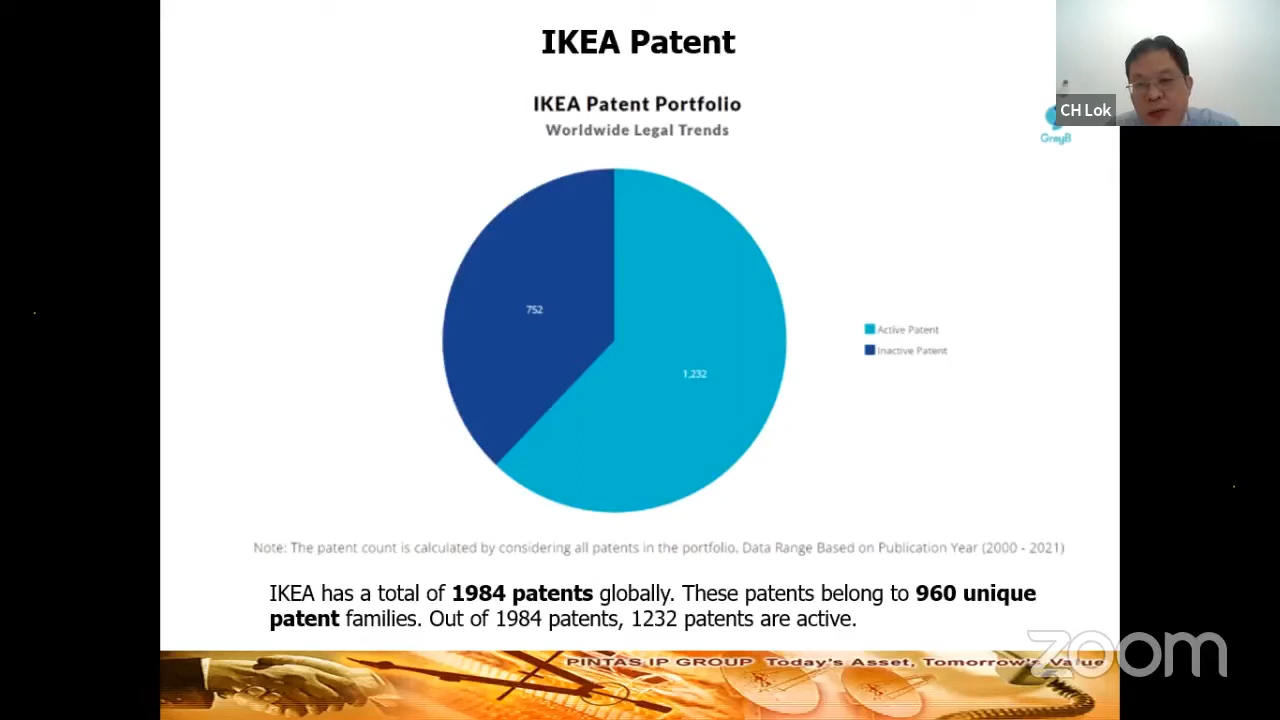 IKEA Patent
IKEA Patent Portfolio
Worldwide Legal Trends
CH Lok
GreyB
752
1,232
Active Patent
Inactive Patent
Note: The patent count is calculated by considering all patents in the portfolio. Data Range Based on Publication Year (2000 - 2021)
IKEA has a total of 1984 patents globally. These patents belong to 960 unique
patent families. Out of 1984 patents, 1232 patents are active.
PINTAS IP GROUP Today's Asset, Tomorrow's Value
zoom